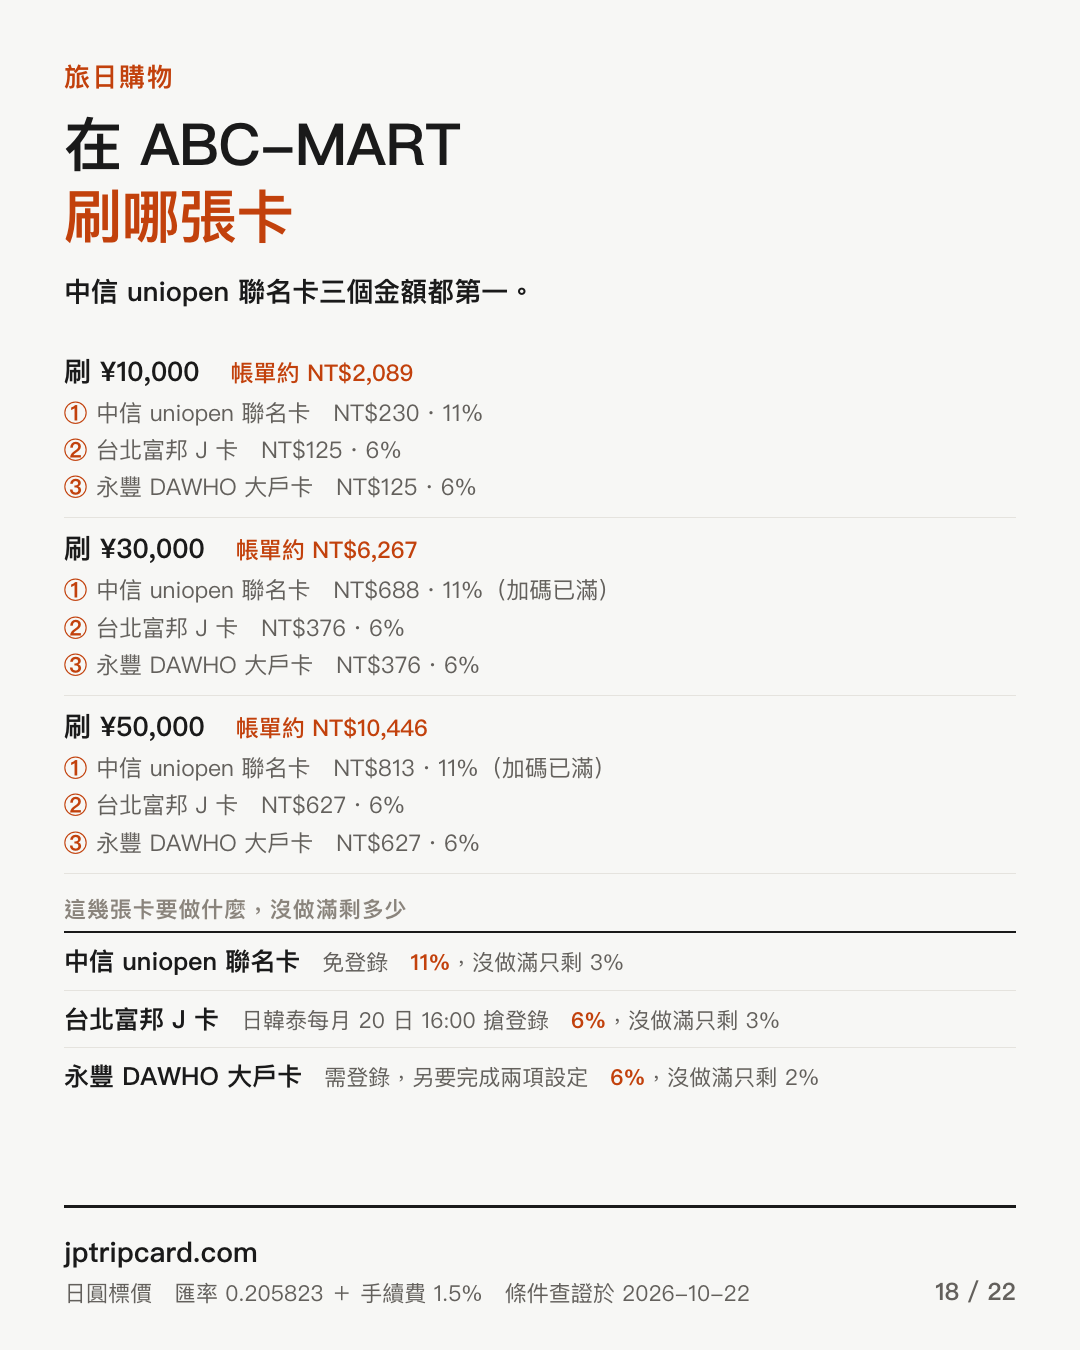 旅日購物
在 ABC–MART
刷哪張卡
中信 uniopen 聯名卡三個金額都第一。
刷 ¥10,000 帳單約 NT$2,089
① 中信 uniopen 聯名卡 NT$230 · 11%
② 台北富邦 J 卡 NT$125 · 6%
③ 永豐 DAWHO 大戶卡 NT$125 · 6%
刷 ¥30,000 帳單約 NT$6,267
① 中信 uniopen 聯名卡 NT$688 · 11%（加碼已滿）
② 台北富邦 J 卡 NT$376 · 6%
③ 永豐 DAWHO 大戶卡 NT$376 · 6%
刷 ¥50,000 帳單約 NT$10,446
① 中信 uniopen 聯名卡 NT$813 · 11%（加碼已滿）
② 台北富邦 J 卡 NT$627 · 6%
③ 永豐 DAWHO 大戶卡 NT$627 · 6%
這幾張卡要做什麼，沒做滿剩多少
中信 uniopen 聯名卡 免登錄 11%，沒做滿只剩 3%
台北富邦 J 卡 日韓泰每月 20 日 16:00 搶登錄 6%，沒做滿只剩 3%
永豐 DAWHO 大戶卡 需登錄，另要完成兩項設定 6%，沒做滿只剩 2%
jptripcard.com
日圓標價 匯率 0.205823 + 手續費 1.5% 條件查證於 2026–10–22 18 / 22